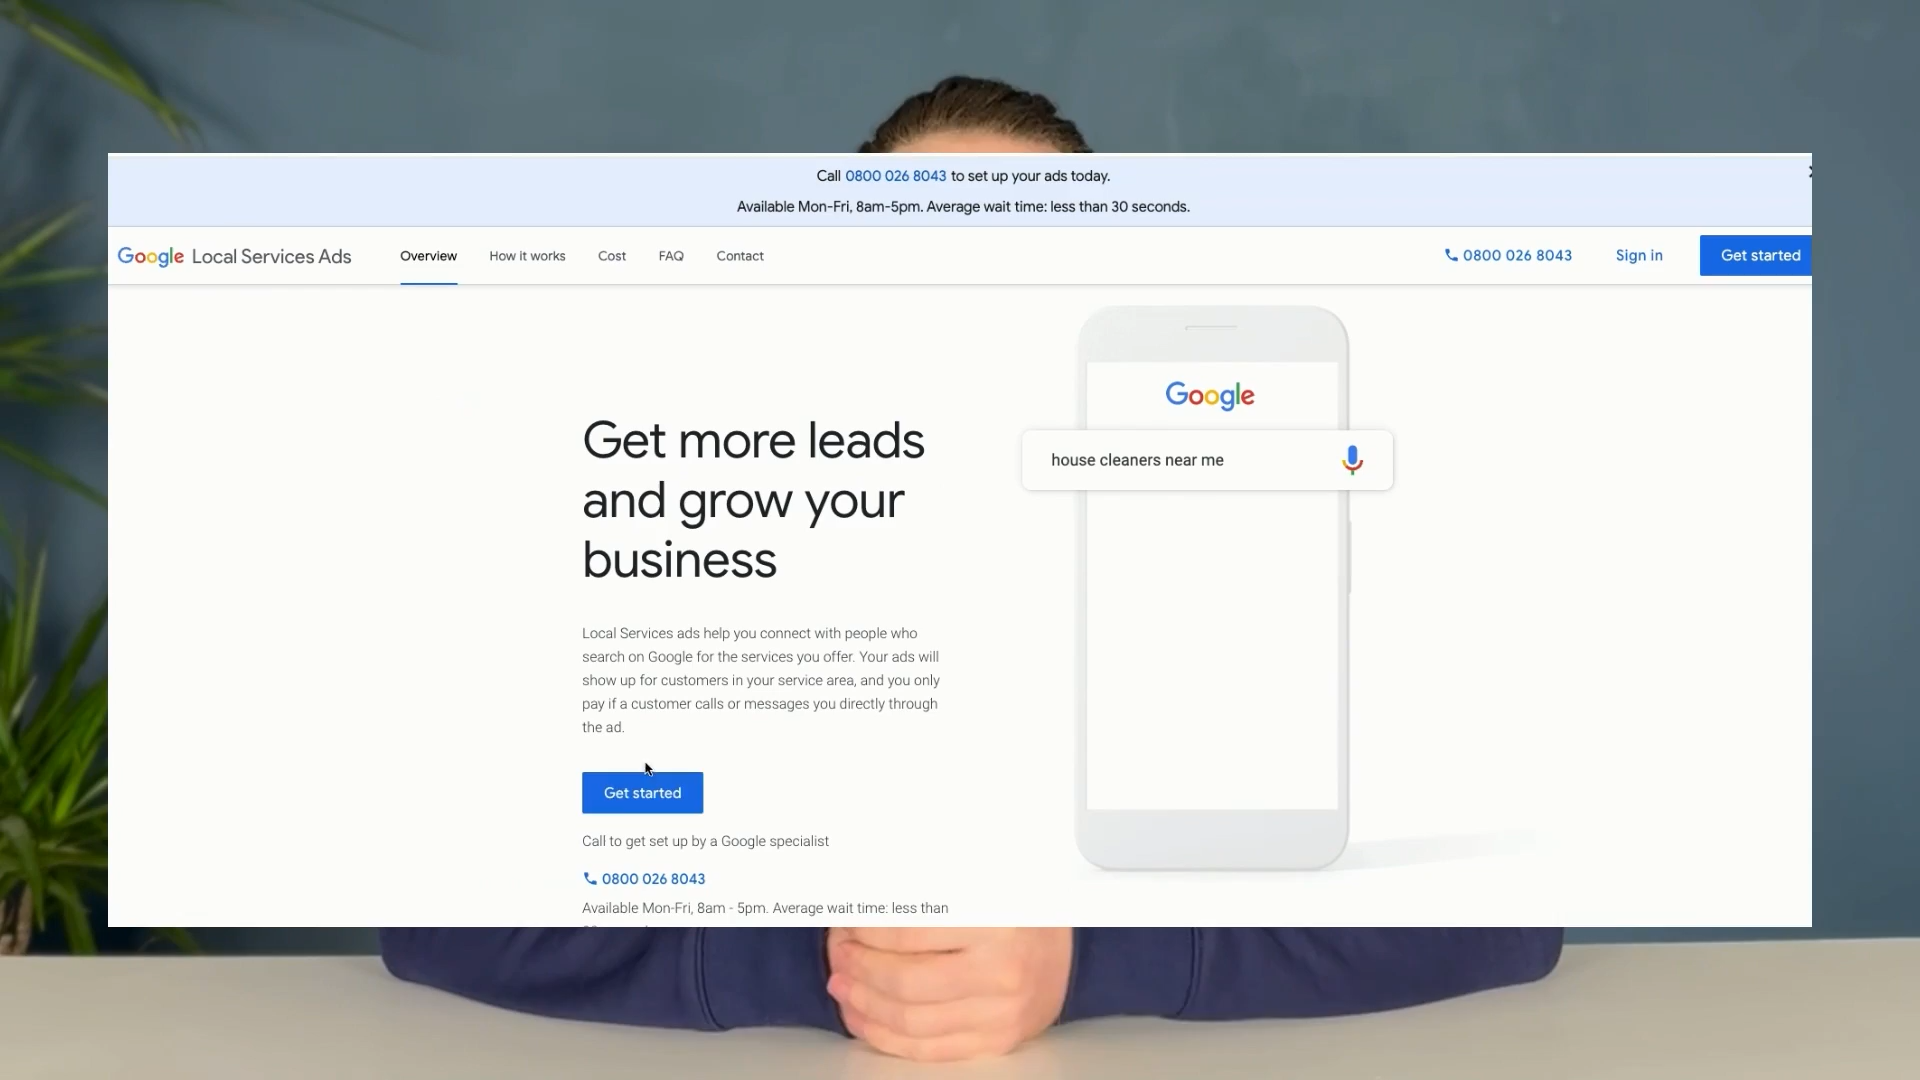 Call 0800 026 8043 to set up your ads today.
Available Mon-Fri, 8am-5pm. Average wait time: less than 30 seconds.
Google Local Services Ads
Overview
How it works
Cost
FAQ
Contact
0800 026 8043
Sign in
Get started
Get more leads
and grow your
business
Local Services ads help you connect with people who
search on Google for the services you offer. Your ads will
show up for customers in your service area, and you only
pay if a customer calls or messages you directly through
the ad.
Get started
Call to get set up by a Google specialist
0800 026 8043
Available Mon-Fri, 8am - 5pm. Average wait time: less than
Google
house cleaners near me